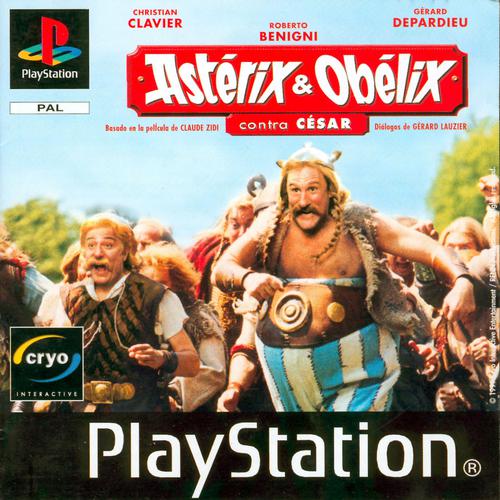 CHRISTIAN
CLAVIER
ROBERTO
BENIGNI
GÉRARD
DEPARDIEU
PlayStation
PAL
Astérix & Obélix
contra CÉSAR
Basado en la película de CLAUDE ZIDI
Diálogos de GÉRARD LAUZIER
cryo
INTERACTIVE
PlayStation®